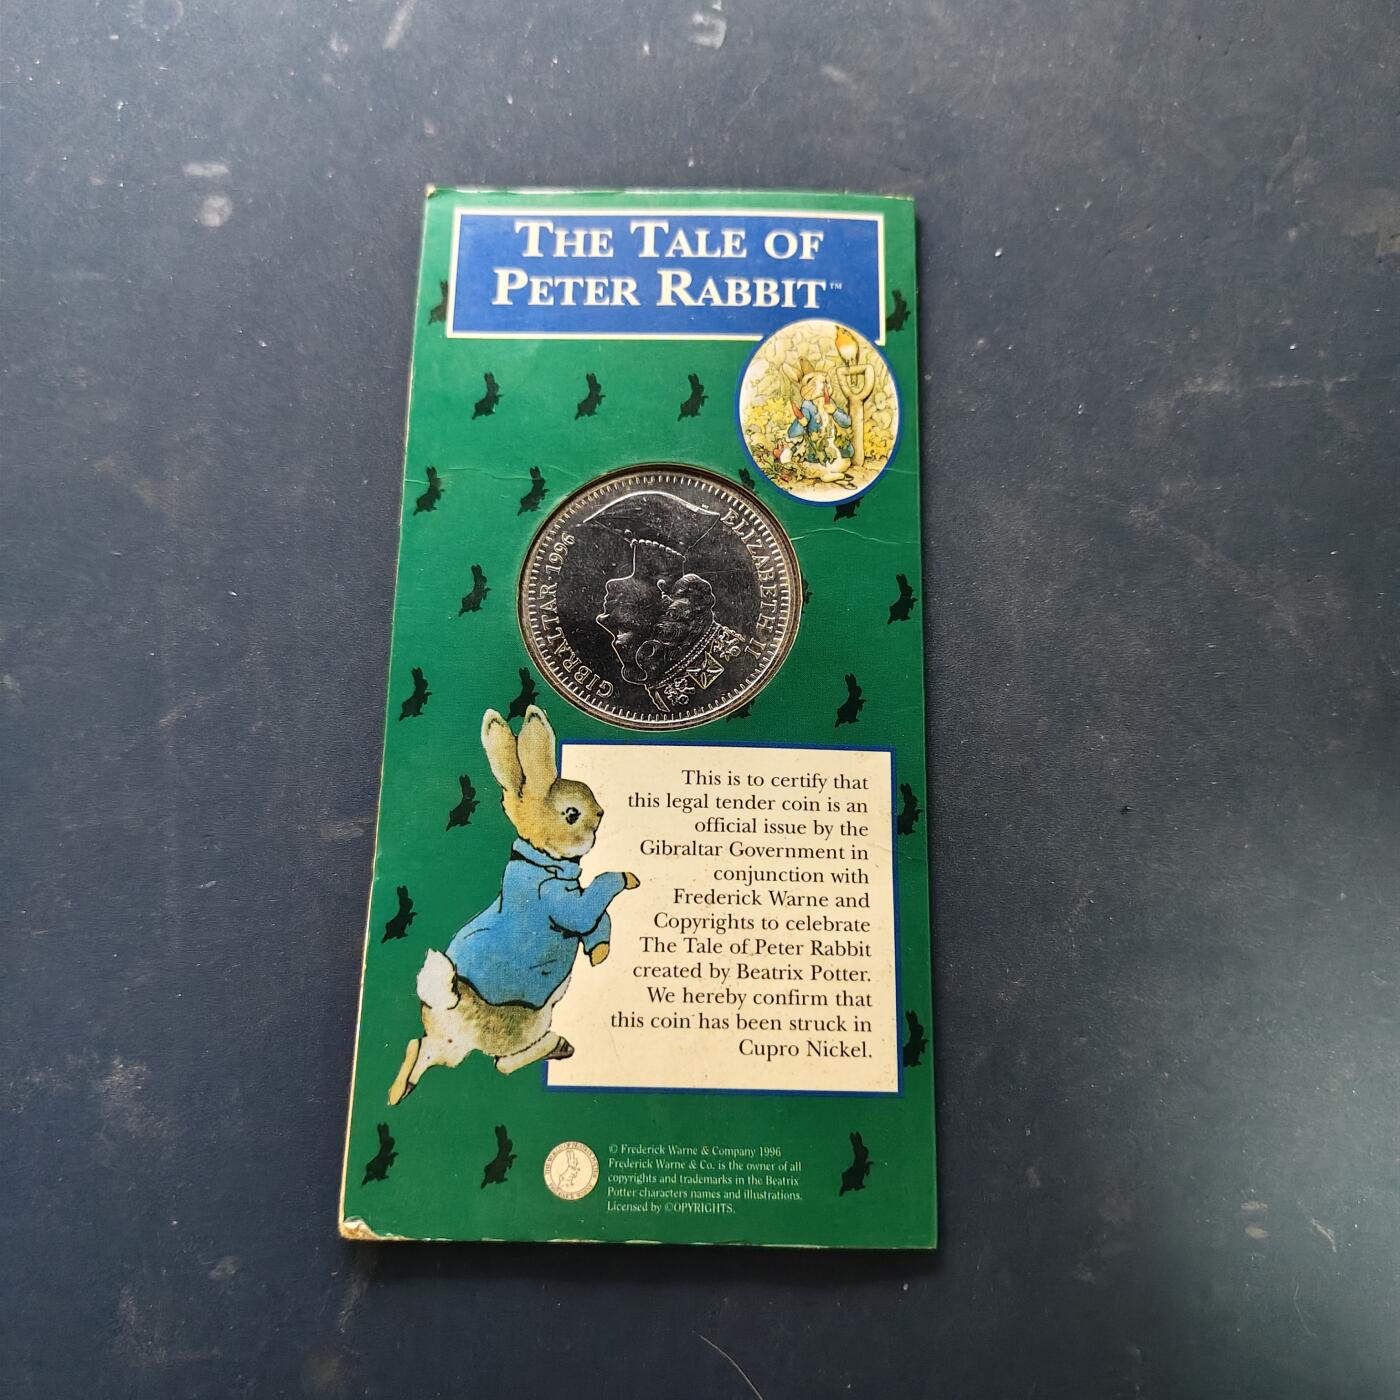 THE TALE OF
PETER RABBIT™
GIBRALTAR · 1996
ELIZABETH II
This is to certify that
this legal tender coin is an
official issue by the
Gibraltar Government in
conjunction with
Frederick Warne and
Copyrights to celebrate
The Tale of Peter Rabbit
created by Beatrix Potter.
We hereby confirm that
this coin has been struck in
Cupro Nickel.
© Frederick Warne & Company 1996
Frederick Warne & Co. is the owner of all
copyrights and trademarks in the Beatrix
Potter characters names and illustrations.
Licensed by ©OPYRIGHTS.